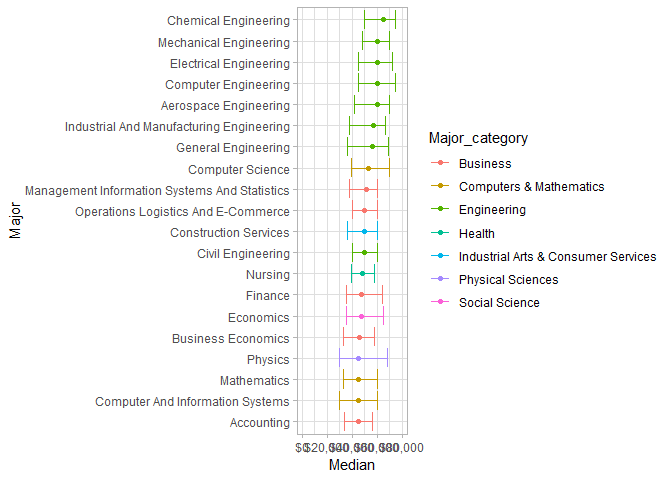 Chemical Engineering
Mechanical Engineering
Electrical Engineering
Computer Engineering
Aerospace Engineering
Industrial And Manufacturing Engineering
General Engineering
Computer Science
Management Information Systems And Statistics
Operations Logistics And E-Commerce
Construction Services
Civil Engineering
Nursing
Finance
Economics
Business Economics
Physics
Mathematics
Computer And Information Systems
Accounting
Major
$0 $20,000 $40,000 $60,000 $80,000
Median
Major_category
Business
Computers & Mathematics
Engineering
Health
Industrial Arts & Consumer Services
Physical Sciences
Social Science